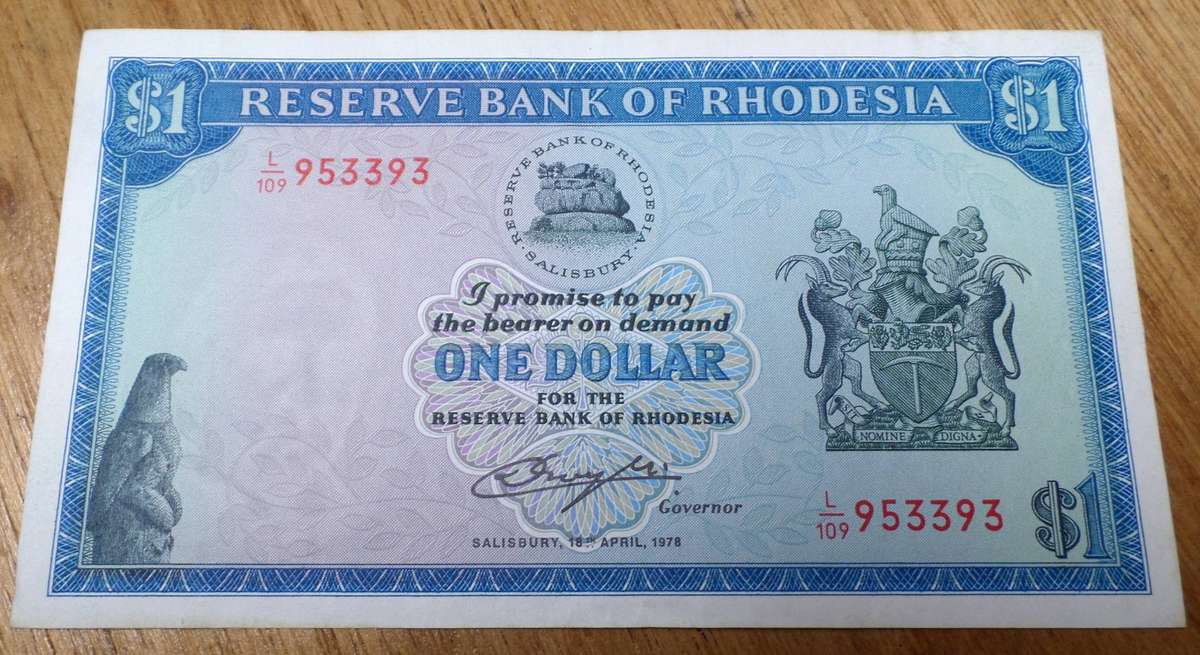 $1 RESERVE BANK OF RHODESIA $1
L/109 953393
RESERVE BANK OF RHODESIA
· SALISBURY ·
I promise to pay
the bearer on demand
ONE DOLLAR
FOR THE
RESERVE BANK OF RHODESIA
SIT
NOMINE DIGNA
Governor
L/109 953393
$1
SALISBURY, 18TH APRIL, 1978